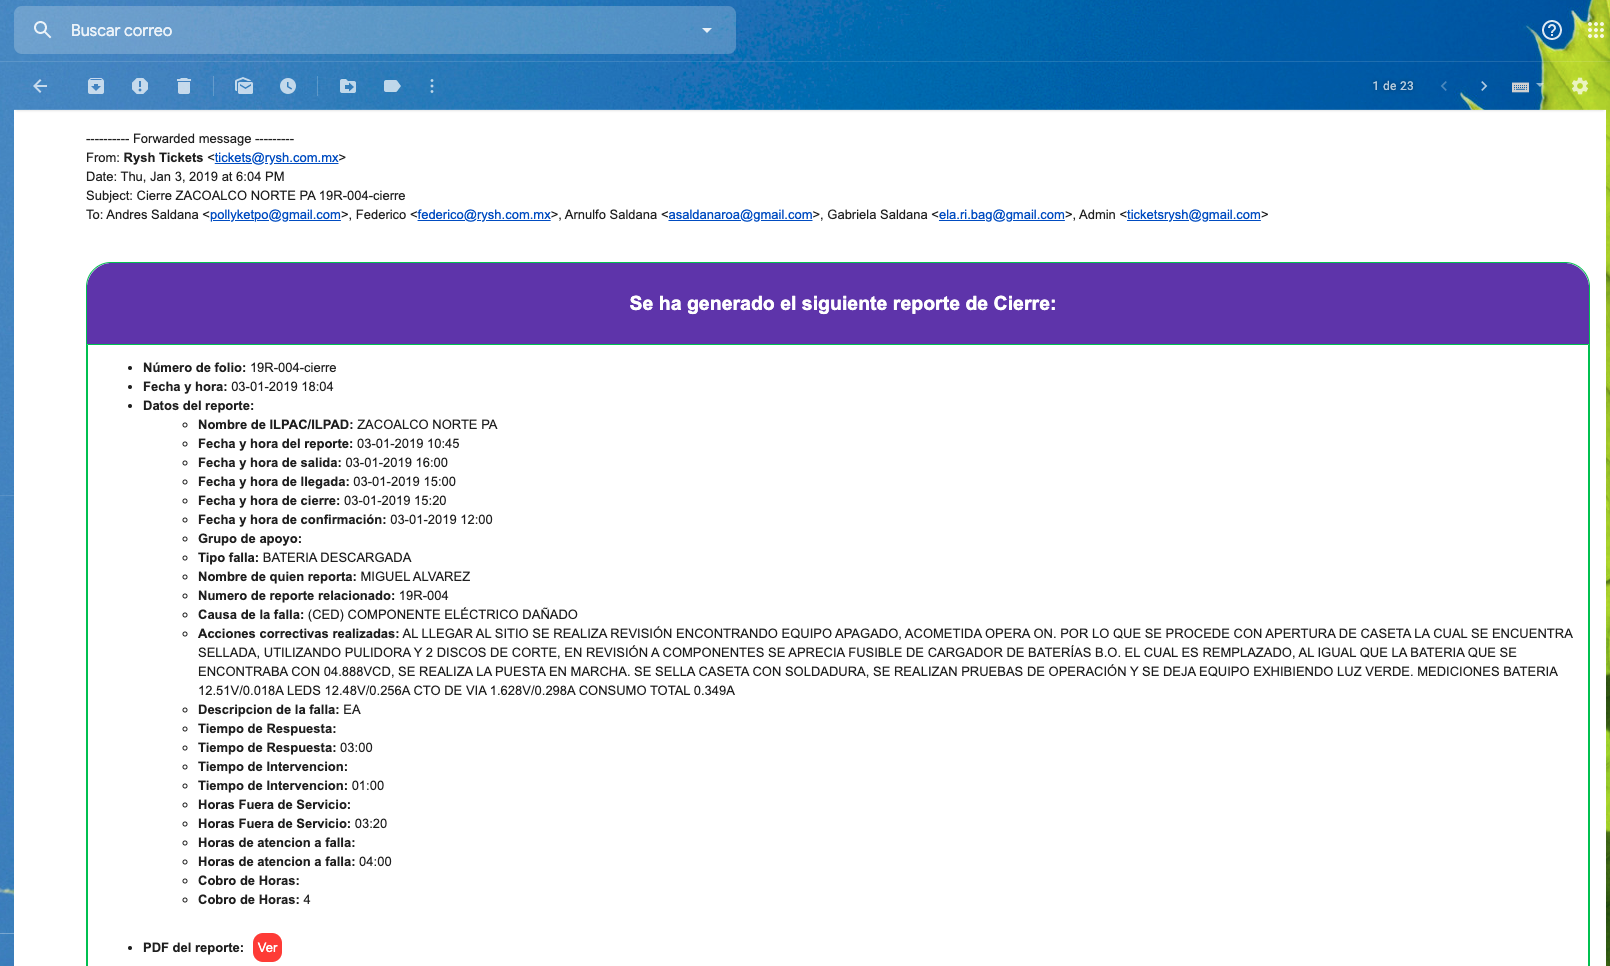 Buscar correo
1 de 23
---------- Forwarded message ---------
From: Rysh Tickets <tickets@rysh.com.mx>
Date: Thu, Jan 3, 2019 at 6:04 PM
Subject: Cierre ZACOALCO NORTE PA 19R-004-cierre
To: Andres Saldana <pollyketpo@gmail.com>, Federico <federico@rysh.com.mx>, Arnulfo Saldana <asaldanaroa@gmail.com>, Gabriela Saldana <ela.ri.bag@gmail.com>, Admin <ticketsrysh@gmail.com>
Se ha generado el siguiente reporte de Cierre:
• Número de folio: 19R-004-cierre
• Fecha y hora: 03-01-2019 18:04
• Datos del reporte:
◦ Nombre de ILPAC/ILPAD: ZACOALCO NORTE PA
◦ Fecha y hora del reporte: 03-01-2019 10:45
◦ Fecha y hora de salida: 03-01-2019 16:00
◦ Fecha y hora de llegada: 03-01-2019 15:00
◦ Fecha y hora de cierre: 03-01-2019 15:20
◦ Fecha y hora de confirmación: 03-01-2019 12:00
◦ Grupo de apoyo:
◦ Tipo falla: BATERIA DESCARGADA
◦ Nombre de quien reporta: MIGUEL ALVAREZ
◦ Numero de reporte relacionado: 19R-004
◦ Causa de la falla: (CED) COMPONENTE ELÉCTRICO DAÑADO
◦ Acciones correctivas realizadas: AL LLEGAR AL SITIO SE REALIZA REVISIÓN ENCONTRANDO EQUIPO APAGADO, ACOMETIDA OPERA ON. POR LO QUE SE PROCEDE CON APERTURA DE CASETA LA CUAL SE ENCUENTRA
SELLADA, UTILIZANDO PULIDORA Y 2 DISCOS DE CORTE, EN REVISIÓN A COMPONENTES SE APRECIA FUSIBLE DE CARGADOR DE BATERÍAS B.O. EL CUAL ES REMPLAZADO, AL IGUAL QUE LA BATERIA QUE SE
ENCONTRABA CON 04.888VCD, SE REALIZA LA PUESTA EN MARCHA. SE SELLA CASETA CON SOLDADURA, SE REALIZAN PRUEBAS DE OPERACIÓN Y SE DEJA EQUIPO EXHIBIENDO LUZ VERDE. MEDICIONES BATERIA
12.51V/0.018A LEDS 12.48V/0.256A CTO DE VIA 1.628V/0.298A CONSUMO TOTAL 0.349A
◦ Descripcion de la falla: EA
◦ Tiempo de Respuesta:
◦ Tiempo de Respuesta: 03:00
◦ Tiempo de Intervencion:
◦ Tiempo de Intervencion: 01:00
◦ Horas Fuera de Servicio:
◦ Horas Fuera de Servicio: 03:20
◦ Horas de atencion a falla:
◦ Horas de atencion a falla: 04:00
◦ Cobro de Horas:
◦ Cobro de Horas: 4
• PDF del reporte: Ver